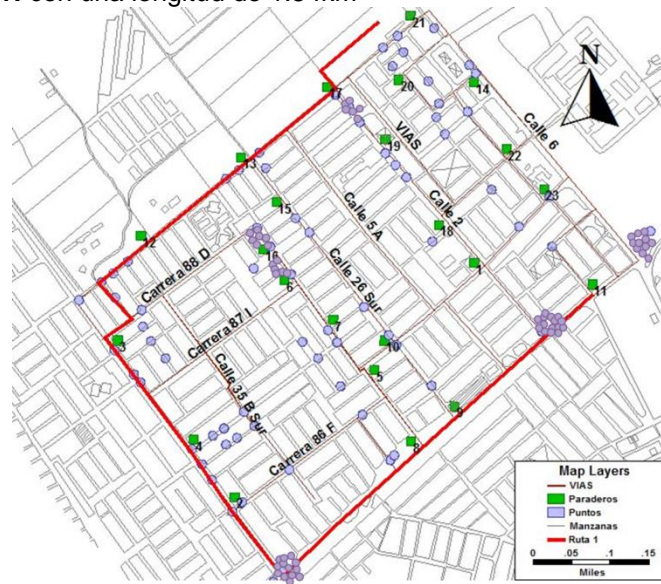 con una longitud de
21
20
14
17
VIAS
Calle 6
N
19
22
13
Calle 2
23
15
Calle 5 A
18
12
Carrera 88 D
16
1
Calle 26 Sur
6
11
Carrera 87 I
7
3
10
Calle 35 B Sur
5
9
4
Carrera 86 F
8
2
Map Layers
VIAS
Paraderos
Puntos
Manzanas
Ruta 1
0 .05 .1 .15
Miles